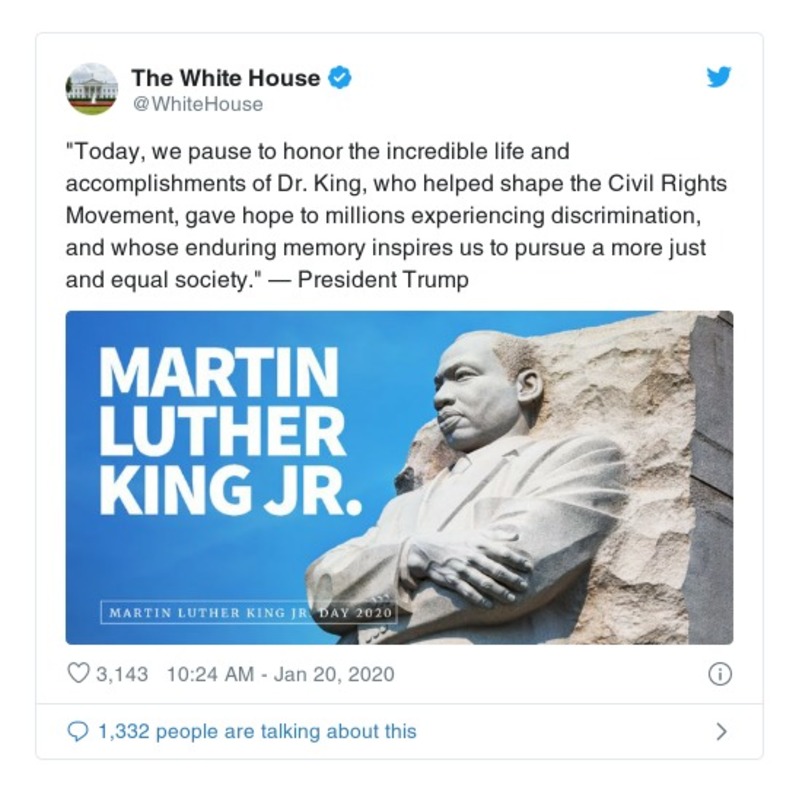 The White House
@WhiteHouse
"Today, we pause to honor the incredible life and
accomplishments of Dr. King, who helped shape the Civil Rights
Movement, gave hope to millions experiencing discrimination,
and whose enduring memory inspires us to pursue a more just
and equal society." — President Trump
MARTIN
LUTHER
KING JR.
MARTIN LUTHER KING JR DAY 2020
3,143 10:24 AM - Jan 20, 2020
1,332 people are talking about this